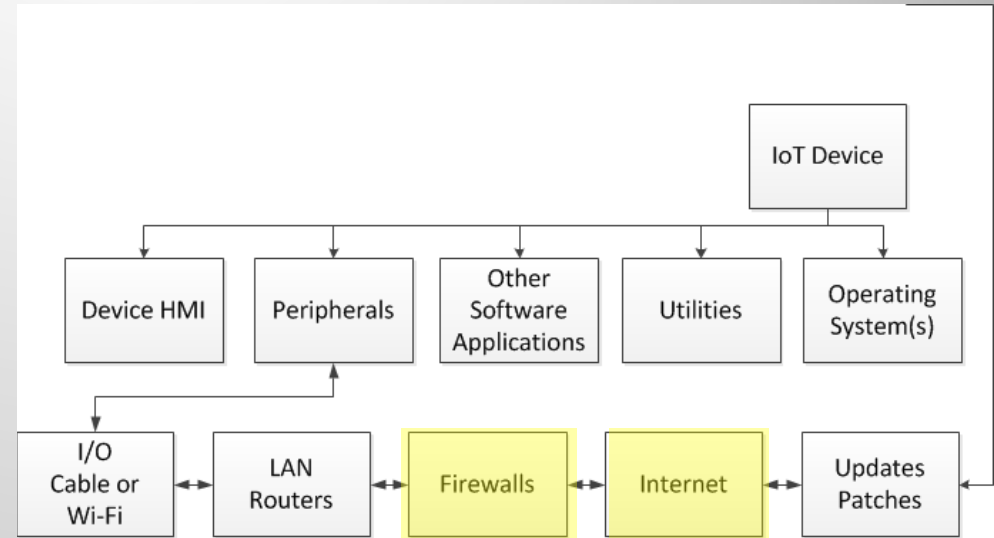 IoT Device
Device HMI
Peripherals
Other
Software
Applications
Utilities
Operating
System(s)
I/O
Cable or
Wi-Fi
LAN
Routers
Firewalls
Internet
Updates
Patches